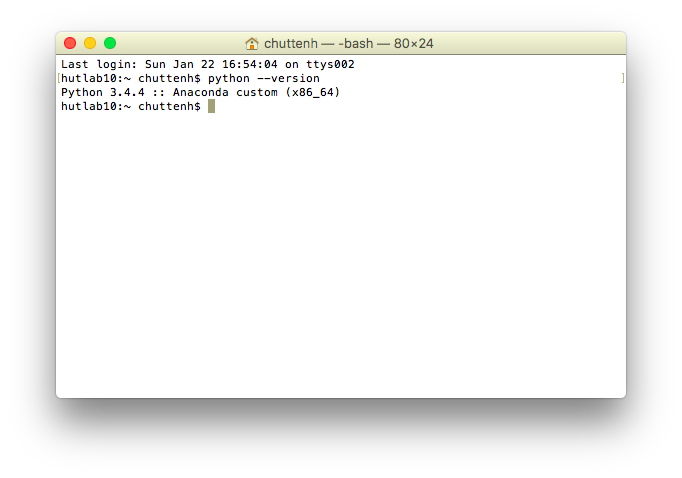 chuttenh — -bash — 80×24
Last login: Sun Jan 22 16:54:04 on ttys002
[hutlab10:~ chuttenh$ python --version ]
Python 3.4.4 :: Anaconda custom (x86_64)
hutlab10:~ chuttenh$